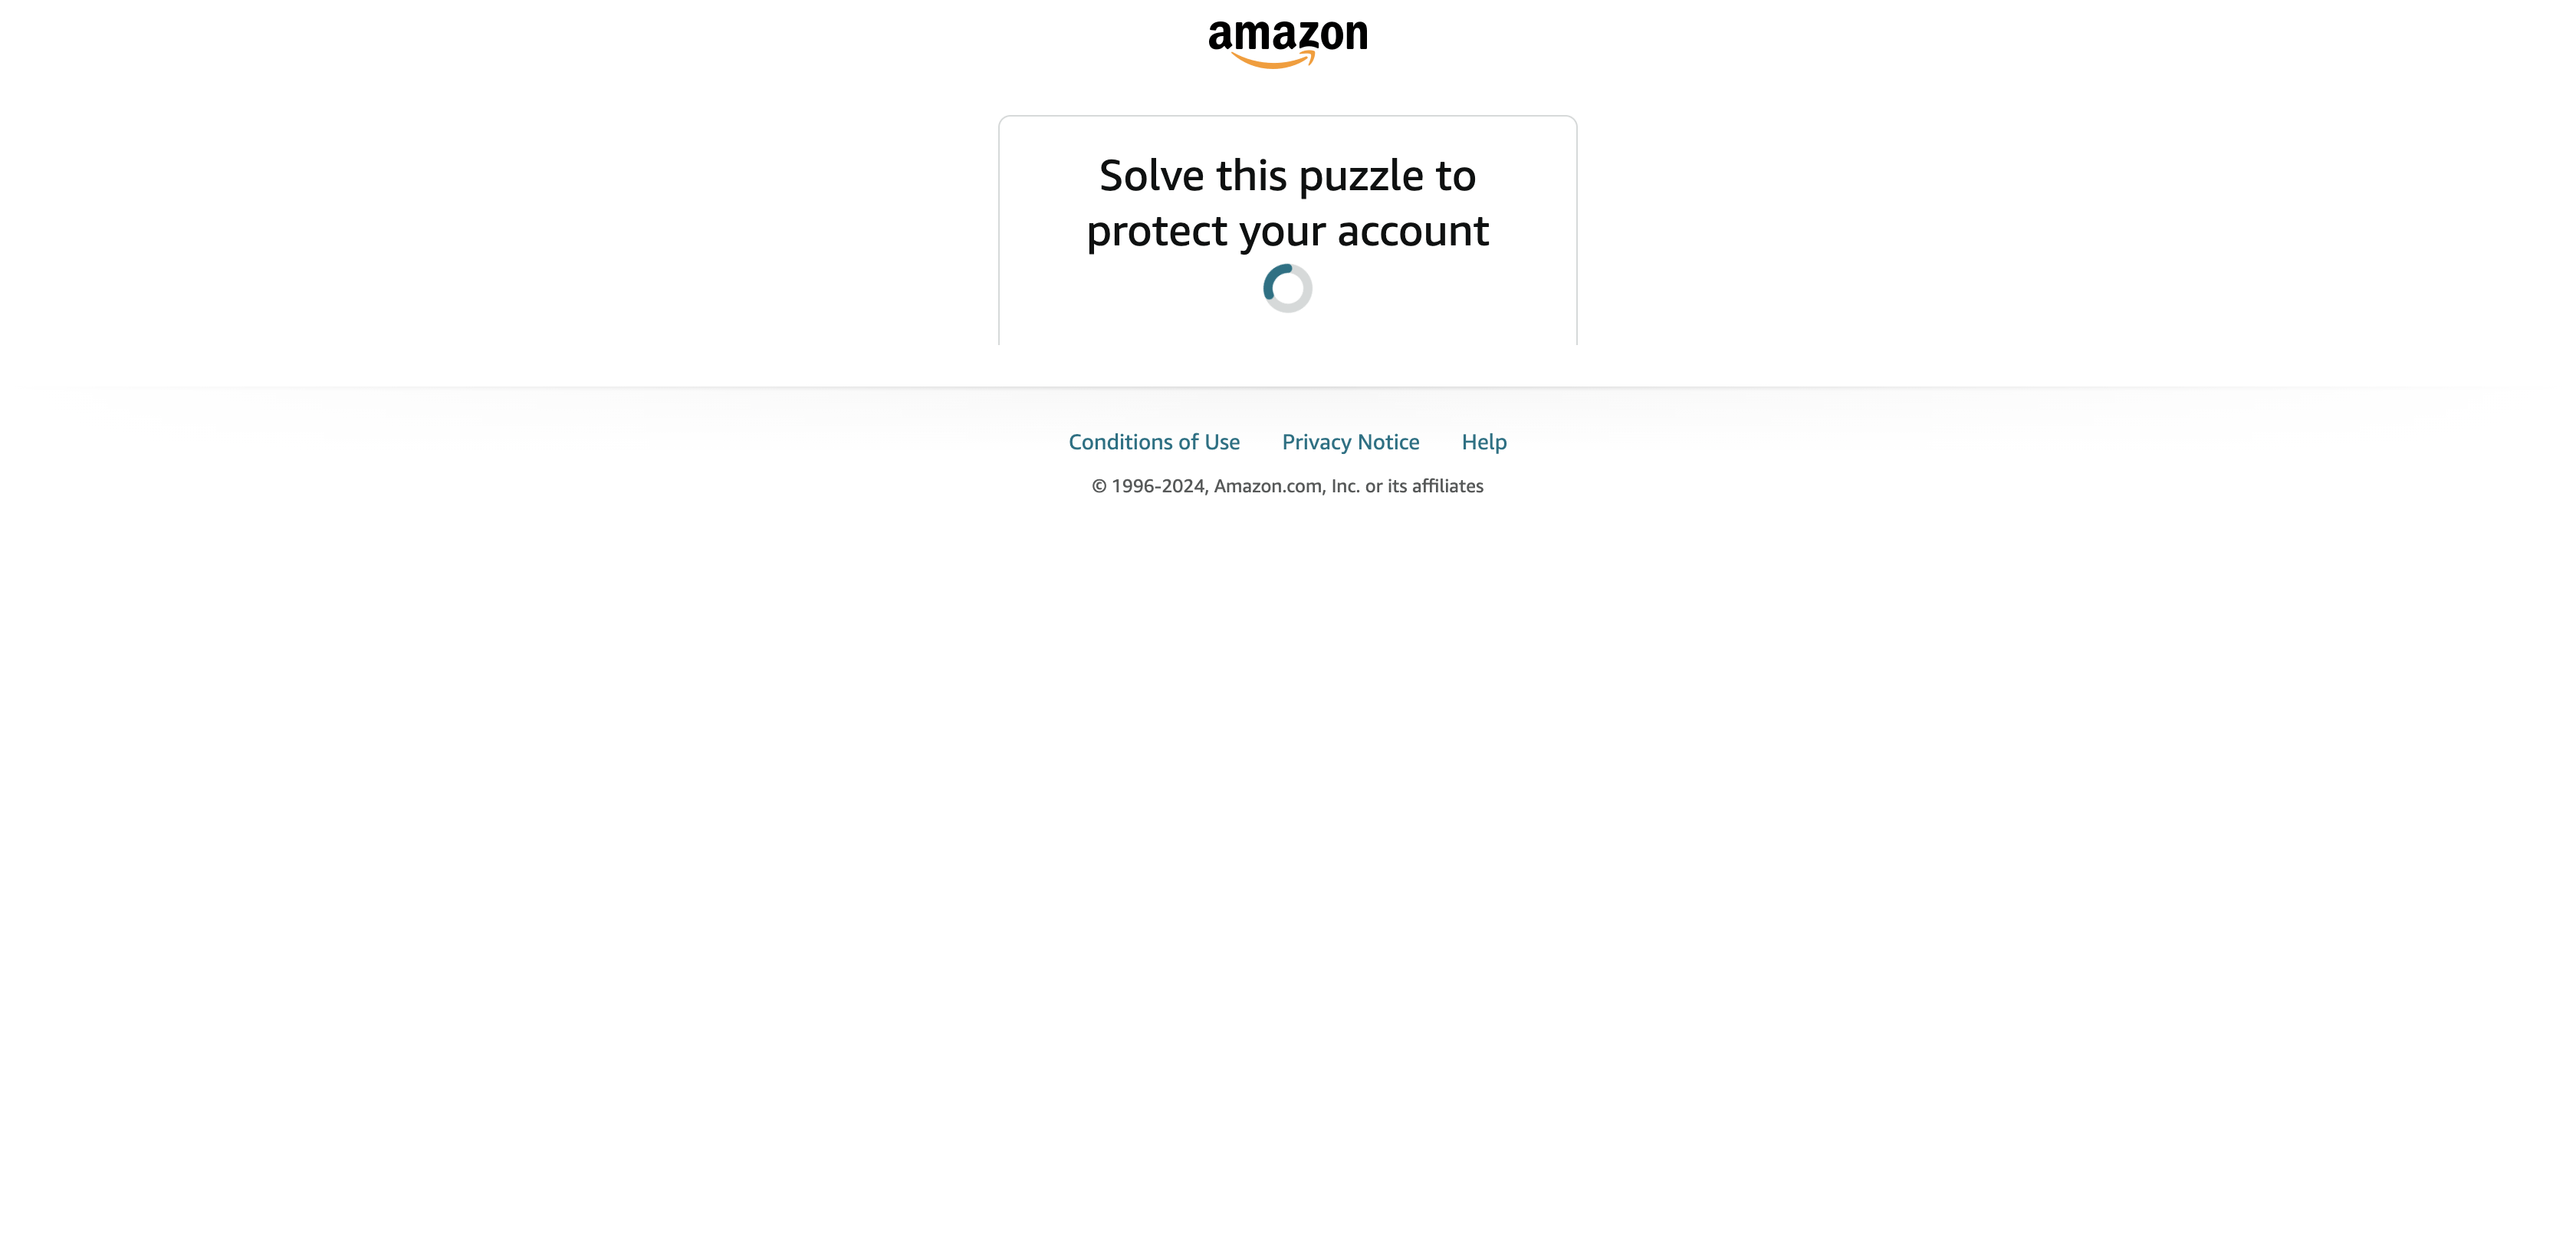 amazon
Solve this puzzle to
protect your account
Conditions of Use Privacy Notice Help
© 1996-2024, Amazon.com, Inc. or its affiliates